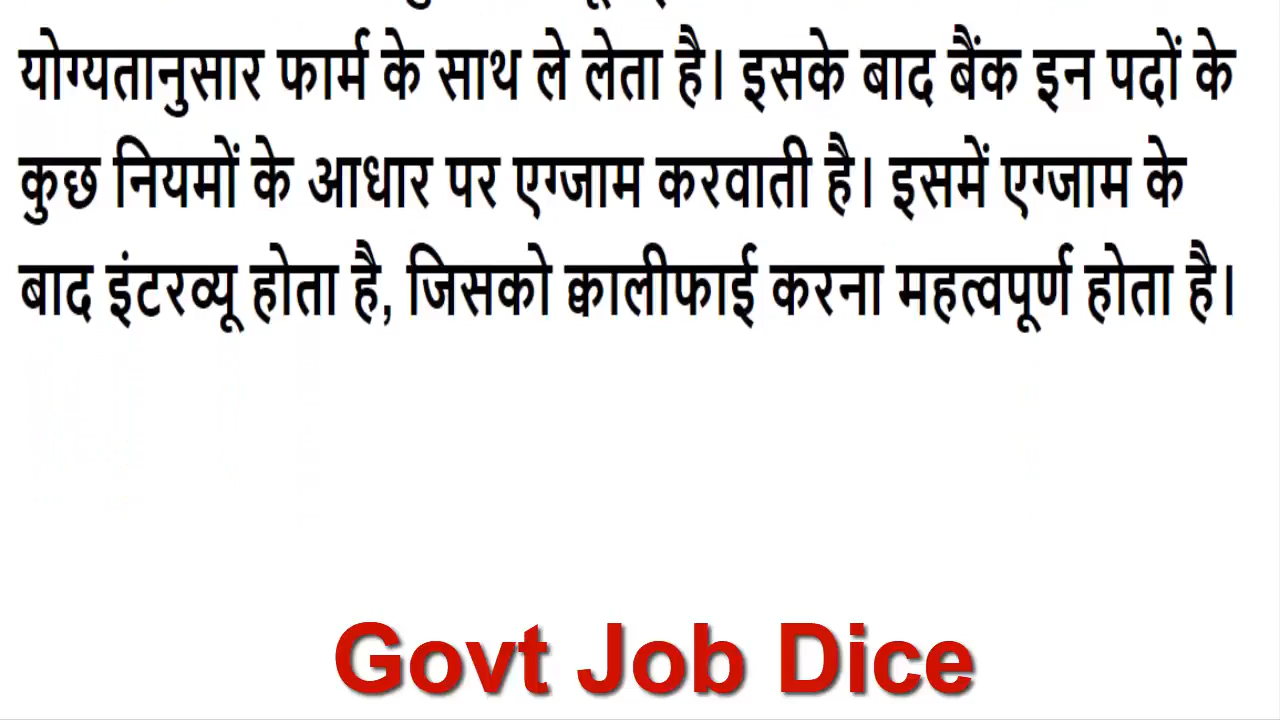 योग्यतानुसार फार्म के साथ ले लेता है। इसके बाद बैंक इन पदों के
कुछ नियमों के आधार पर एग्जाम करवाती है। इसमें एग्जाम के
बाद इंटरव्यू होता है, जिसको क्वालीफाई करना महत्वपूर्ण होता है।
Govt Job Dice